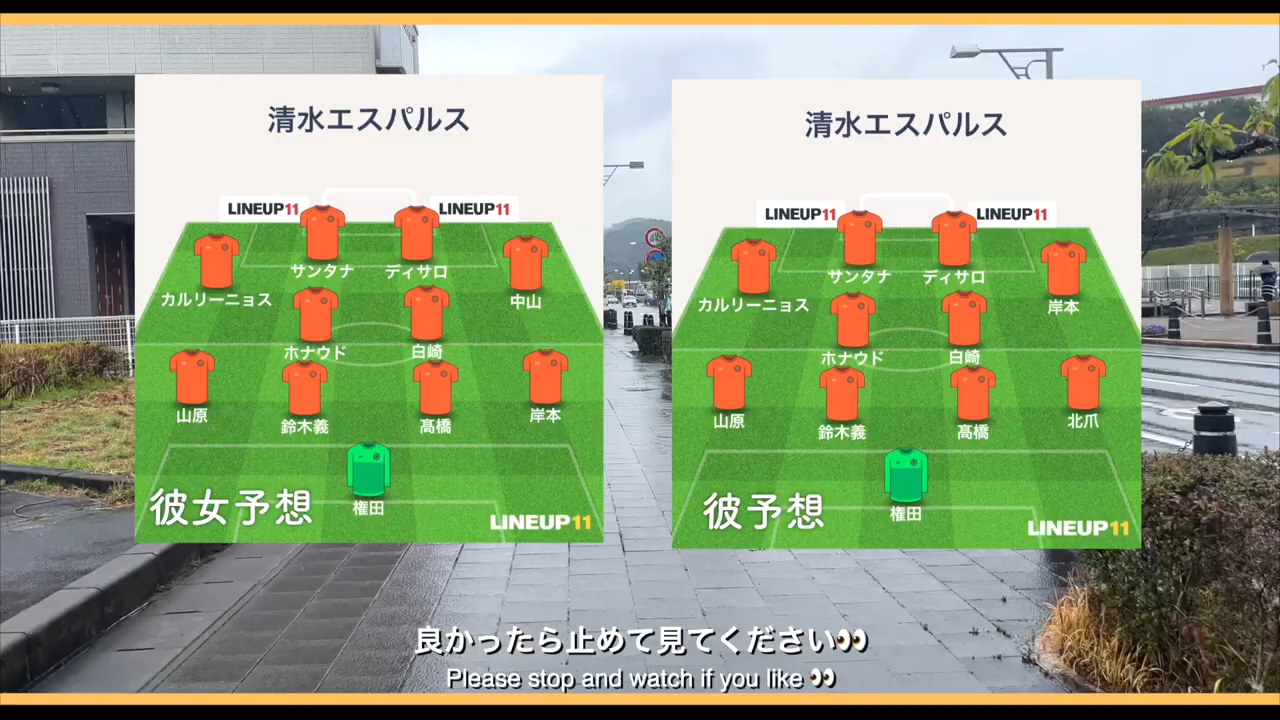 清水エスパルス
LINEUP11
LINEUP11
サンタナ
ディサロ
カルリーニョス
中山
ホナウド
白崎
山原
鈴木義
髙橋
岸本
権田
彼女予想
LINEUP11
清水エスパルス
LINEUP11
LINEUP11
サンタナ
ディサロ
カルリーニョス
岸本
ホナウド
白崎
山原
鈴木義
髙橋
北爪
権田
彼予想
LINEUP11
良かったら止めて見てください👀
Please stop and watch if you like 👀